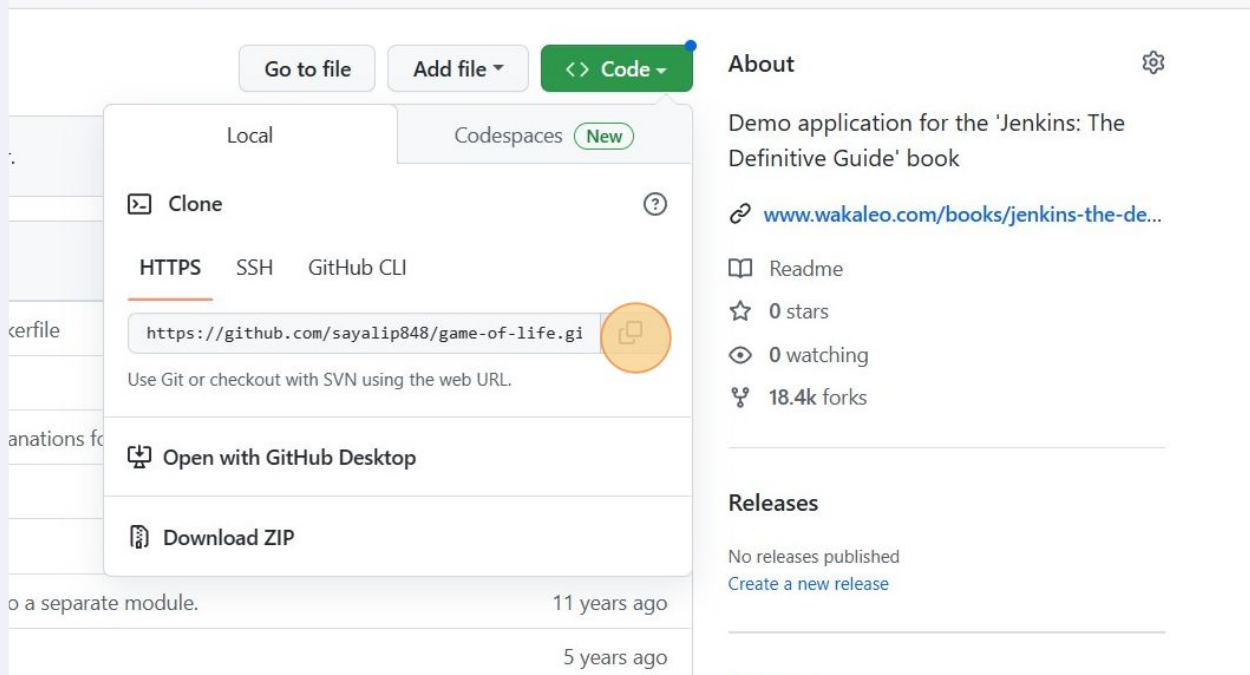 Go to file
Add file
<> Code
Local
Codespaces New
Clone
HTTPS SSH GitHub CLI
https://github.com/sayalip848/game-of-life.gi
Use Git or checkout with SVN using the web URL.
Open with GitHub Desktop
Download ZIP
r.
kerfile
anations fo
o a separate module.
11 years ago
5 years ago
About
Demo application for the 'Jenkins: The
Definitive Guide' book
www.wakaleo.com/books/jenkins-the-de...
Readme
0 stars
0 watching
18.4k forks
Releases
No releases published
Create a new release